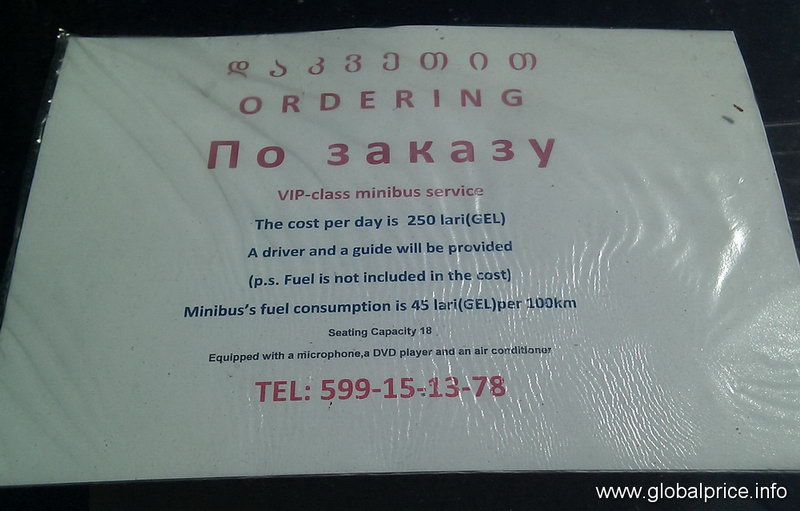 დაკვეთით
ORDERING
По заказу
VIP-class minibus service
The cost per day is 250 lari(GEL)
A driver and a guide will be provided
(p.s. Fuel is not included in the cost)
Minibus's fuel consumption is 45 lari(GEL)per 100km
Seating Capacity 18
Equipped with a microphone,a DVD player and an air conditioner
TEL: 599-15-13-78
www.globalprice.info